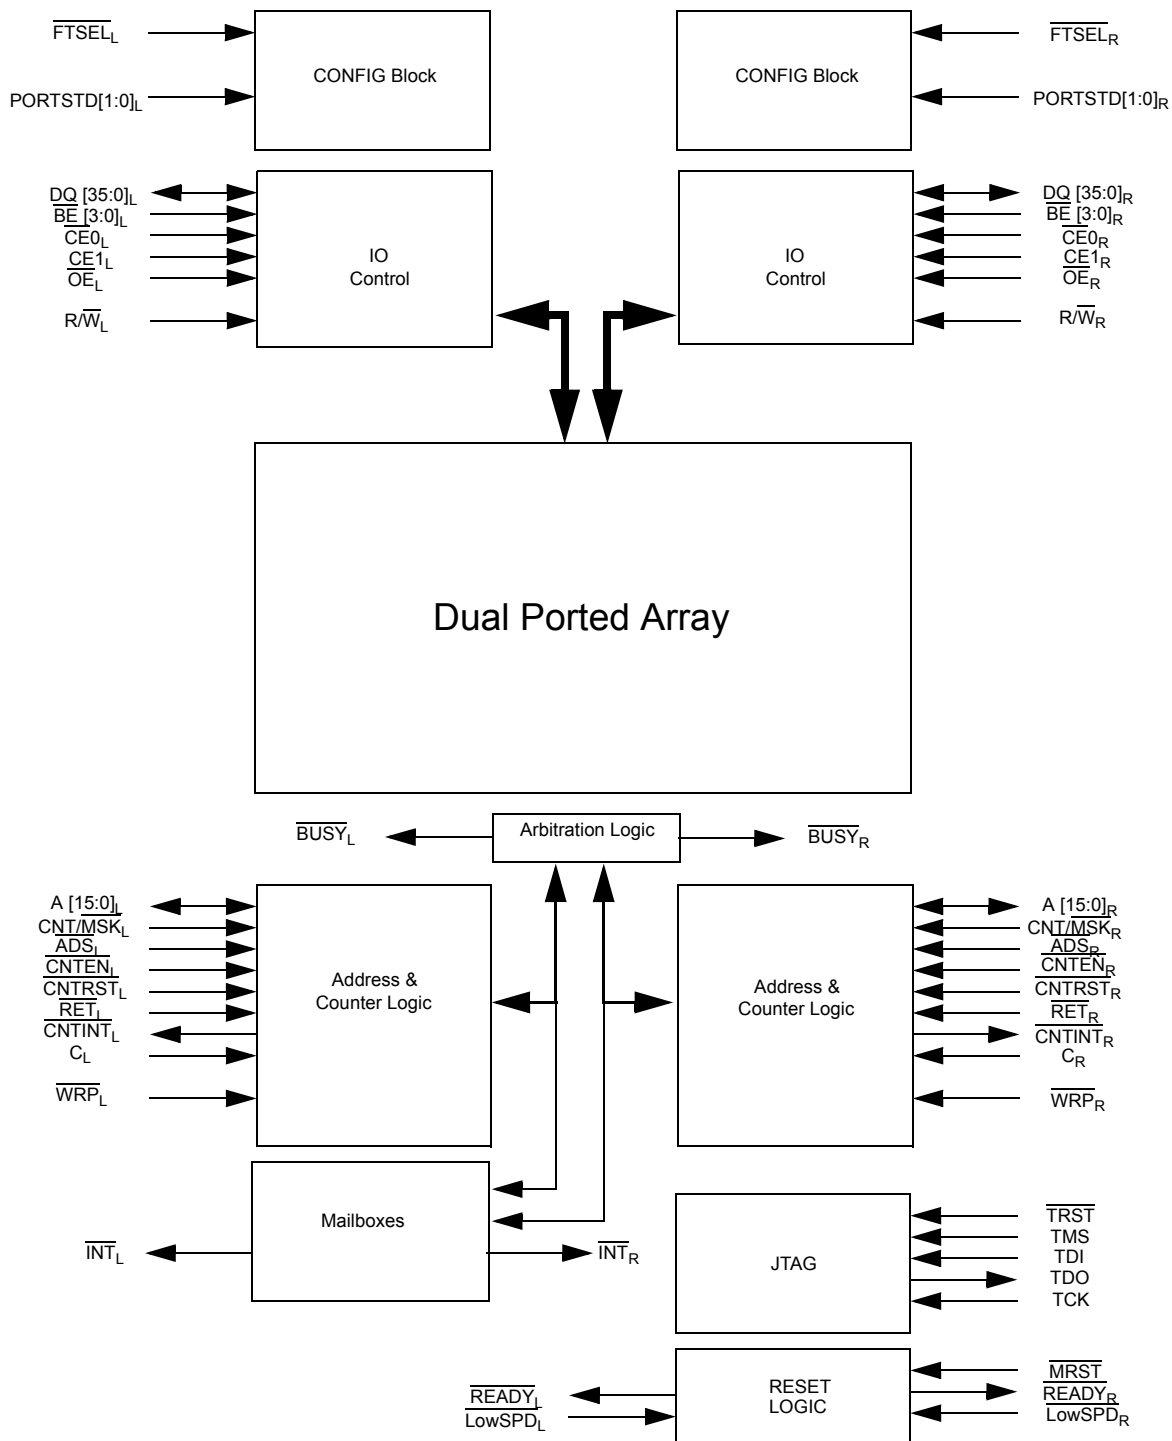 FTSEL_L
CONFIG Block
PORTSTD[1:0]_L
CONFIG Block
FTSEL_R
PORTSTD[1:0]_R
DQ [35:0]_L
BE [3:0]_L
CE0_L
CE1_L
OE_L
R/W_L
IO
Control
IO
Control
DQ [35:0]_R
BE [3:0]_R
CE0_R
CE1_R
OE_R
R/W_R
Dual Ported Array
BUSY_L
Arbitration Logic
BUSY_R
A [15:0]_L
CNT/MSK_L
ADS_L
CNTEN_L
CNTRST_L
RET_L
CNTINT_L
C_L
WRP_L
Address &
Counter Logic
Address &
Counter Logic
A [15:0]_R
CNT/MSK_R
ADS_R
CNTEN_R
CNTRST_R
RET_R
CNTINT_R
C_R
WRP_R
Mailboxes
INT_L
INT_R
JTAG
TRST
TMS
TDI
TDO
TCK
READY_L
LowSPD_L
RESET
LOGIC
MRST
READY_R
LowSPD_R